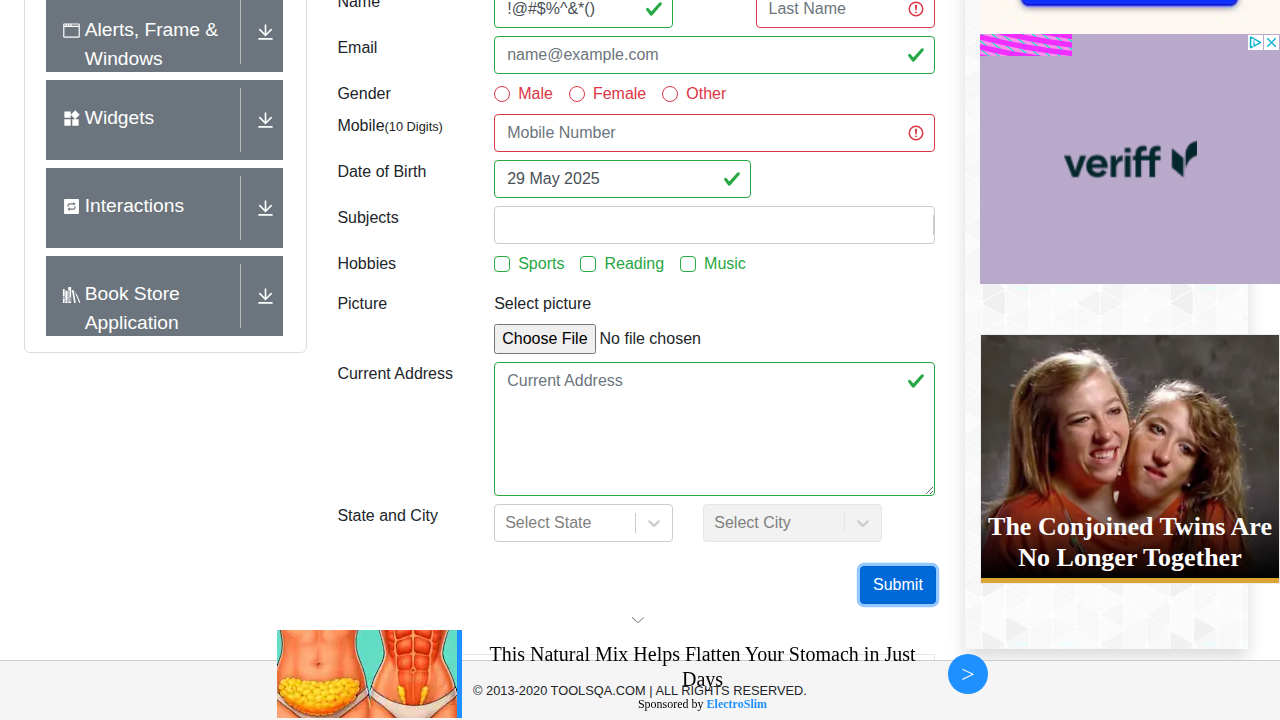 Name
!@#$%^&*()
Last Name
Alerts, Frame &
Windows
Email
name@example.com
Gender
Male
Female
Other
Widgets
Mobile(10 Digits)
Mobile Number
Date of Birth
29 May 2025
veriff
Interactions
Subjects
Hobbies
Sports
Reading
Music
Book Store
Application
Picture
Select picture
Choose File No file chosen
Current Address
Current Address
State and City
Select State
Select City
The Conjoined Twins Are
No Longer Together
Submit
This Natural Mix Helps Flatten Your Stomach in Just
Days
>
© 2013-2020 TOOLSQA.COM | ALL RIGHTS RESERVED.
Sponsored by ElectroSlim